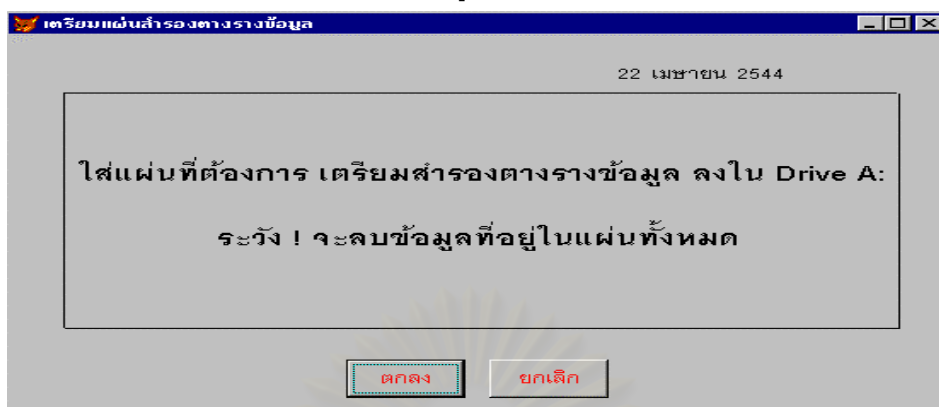 เตรียมแผ่นสำรองตารางข้อมูล
22 เมษายน 2544
ใส่แผ่นที่ต้องการ เตรียมสำรองตารางข้อมูล ลงใน Drive A:
ระวัง ! จะลบข้อมูลที่อยู่ในแผ่นทั้งหมด
ตกลง
ยกเลิก